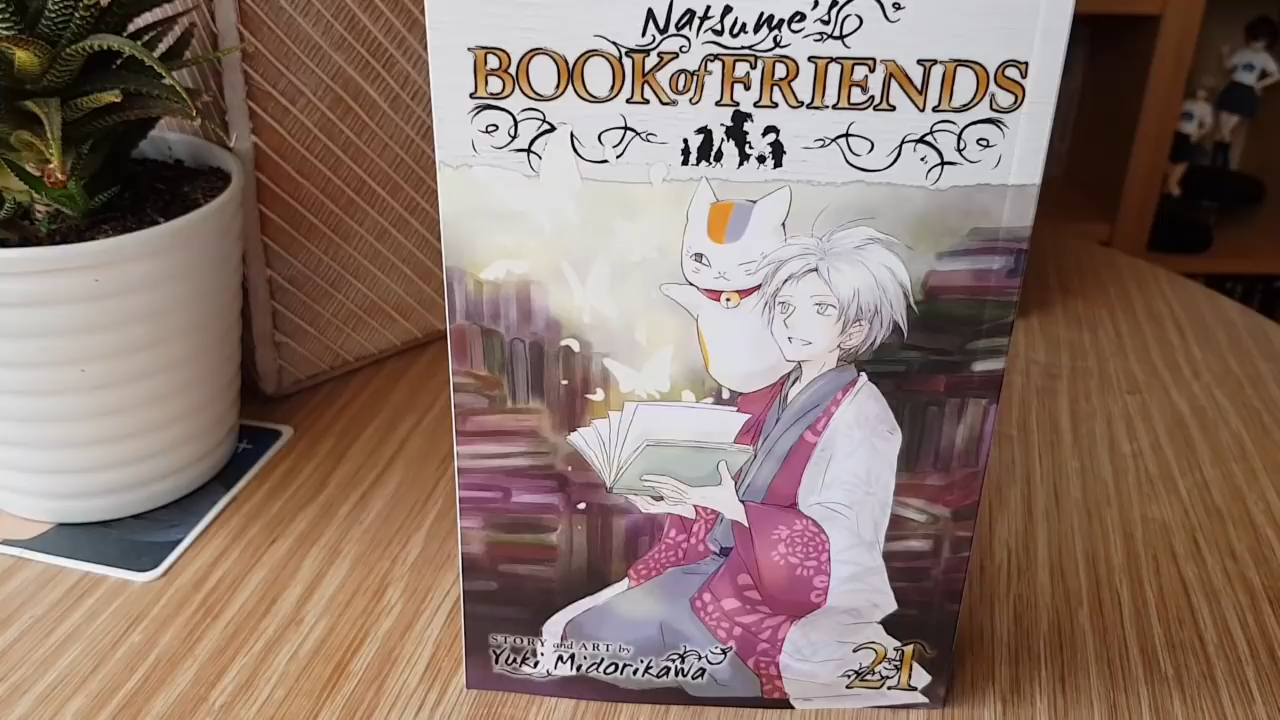 Natsume's
BOOK of FRIENDS
STORY and ART by
Yuki Midorikawa
21